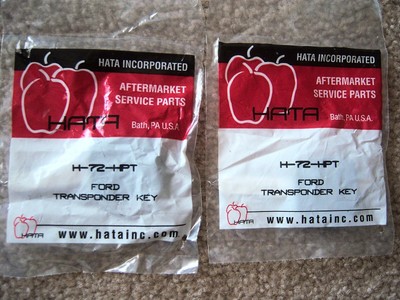 HATA INCORPORATED
AFTERMARKET
SERVICE PARTS
HATA
Bath, PA U.S.A.
H-72-HPT
FORD
TRANSPONDER KEY
HATA
www.hatainc.com
HATA INCORPORATED
AFTERMARKET
SERVICE PARTS
HATA
Bath, PA U.S.A.
H-72-HPT
FORD
TRANSPONDER KEY
HATA
www.hatainc.com